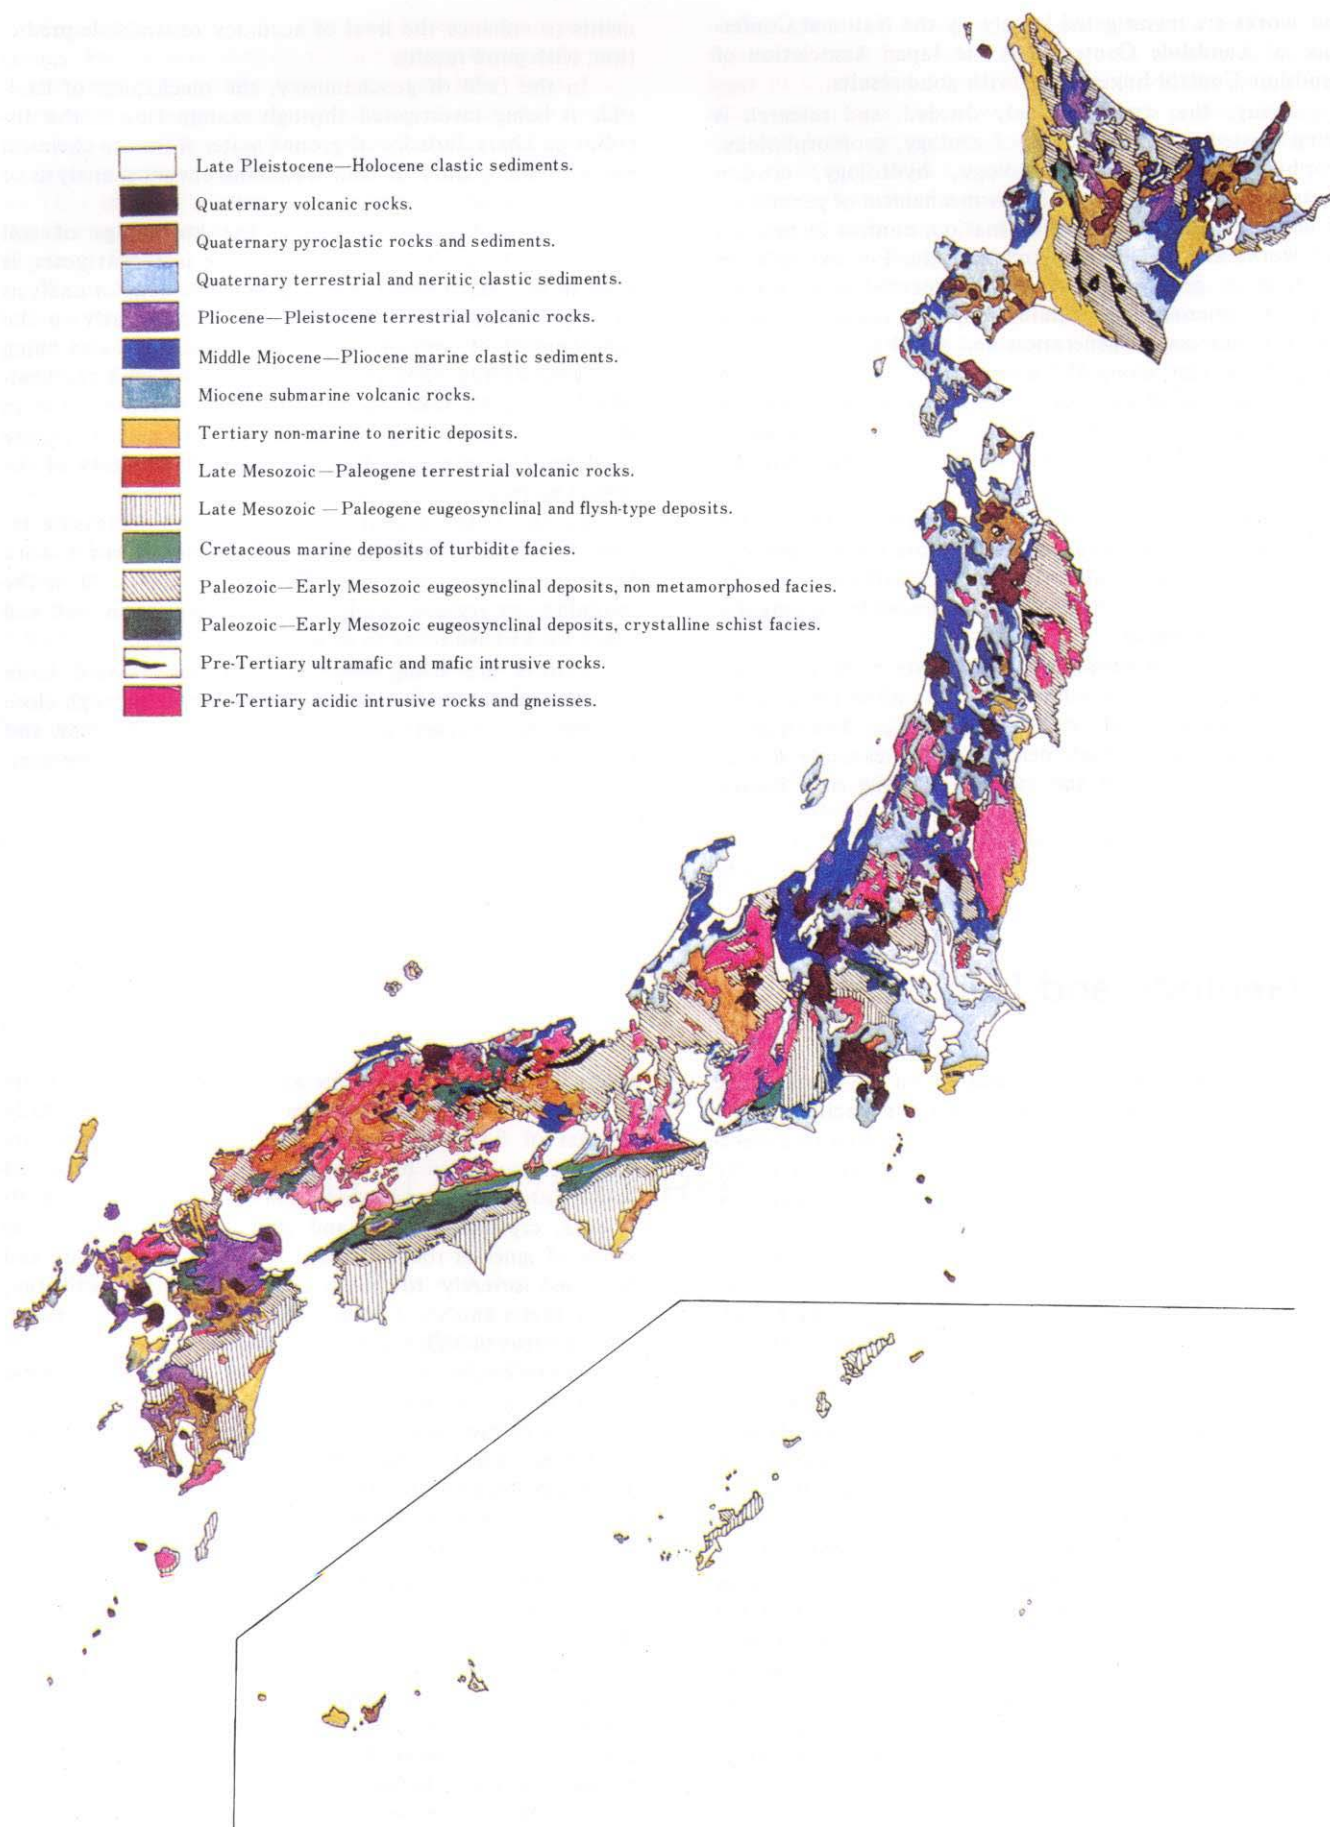 Late Pleistocene—Holocene clastic sediments.
Quaternary volcanic rocks.
Quaternary pyroclastic rocks and sediments.
Quaternary terrestrial and neritic clastic sediments.
Pliocene—Pleistocene terrestrial volcanic rocks.
Middle Miocene—Pliocene marine clastic sediments.
Miocene submarine volcanic rocks.
Tertiary non-marine to neritic deposits.
Late Mesozoic—Paleogene terrestrial volcanic rocks.
Late Mesozoic —Paleogene eugeosynclinal and flysh-type deposits.
Cretaceous marine deposits of turbidite facies.
Paleozoic—Early Mesozoic eugeosynclinal deposits, non metamorphosed facies.
Paleozoic—Early Mesozoic eugeosynclinal deposits, crystalline schist facies.
Pre-Tertiary ultramafic and mafic intrusive rocks.
Pre-Tertiary acidic intrusive rocks and gneisses.